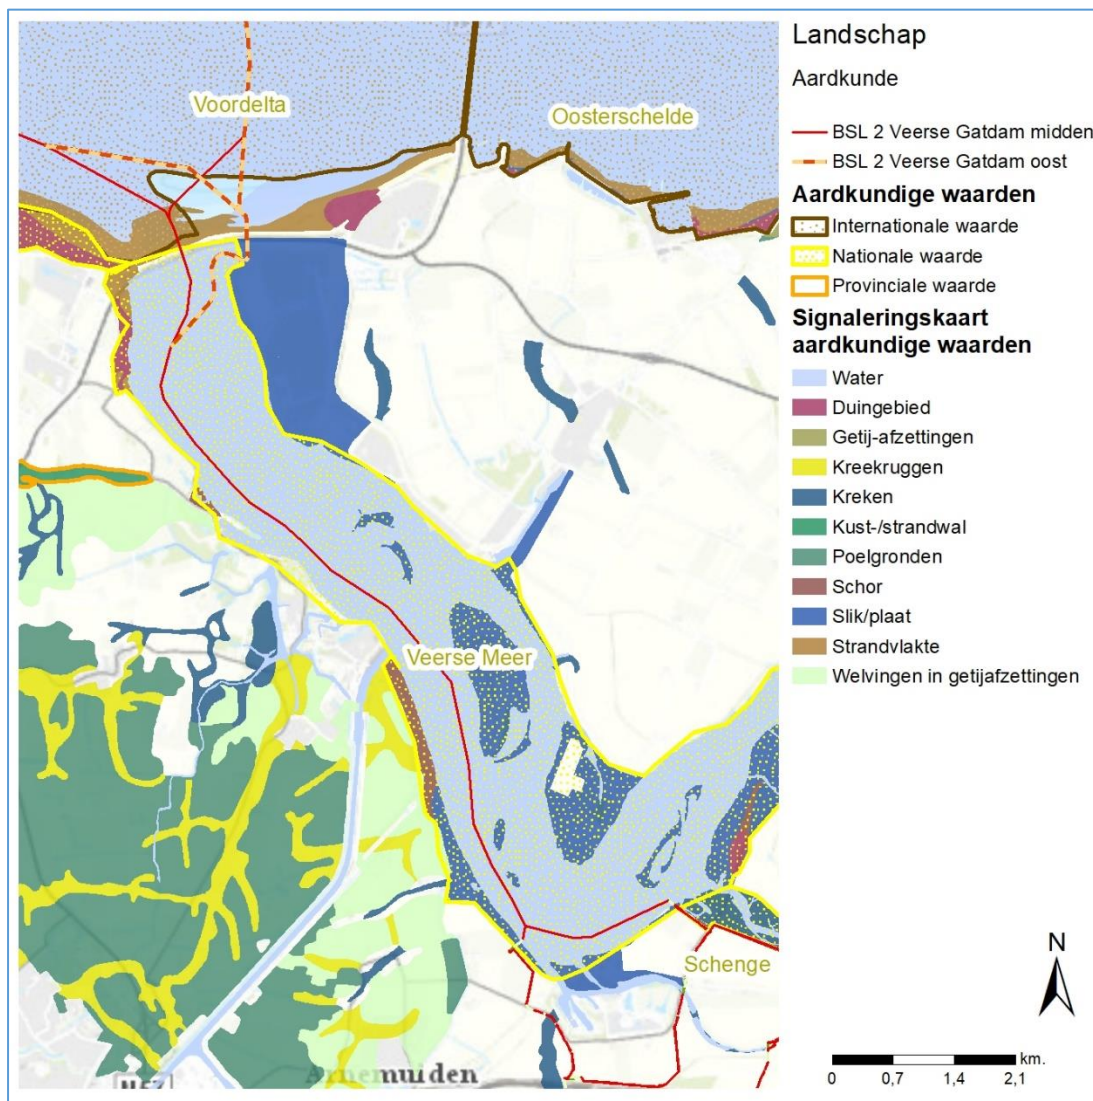 Landschap
Aardkunde
BSL 2 Veerse Gatdam midden
BSL 2 Veerse Gatdam oost
Aardkundige waarden
Internationale waarde
Nationale waarde
Provinciale waarde
Signaleringskaart
aardkundige waarden
Water
Duingebied
Getij-afzettingen
Kreekruggen
Kreken
Kust-/strandwal
Poelgronden
Schor
Slik/plaat
Strandvlakte
Welvingen in getijafzettingen
Voordelta
Oosterschelde
Veerse Meer
Schenge
Arnemuiden
N
km.
0 0,7 1,4 2,1